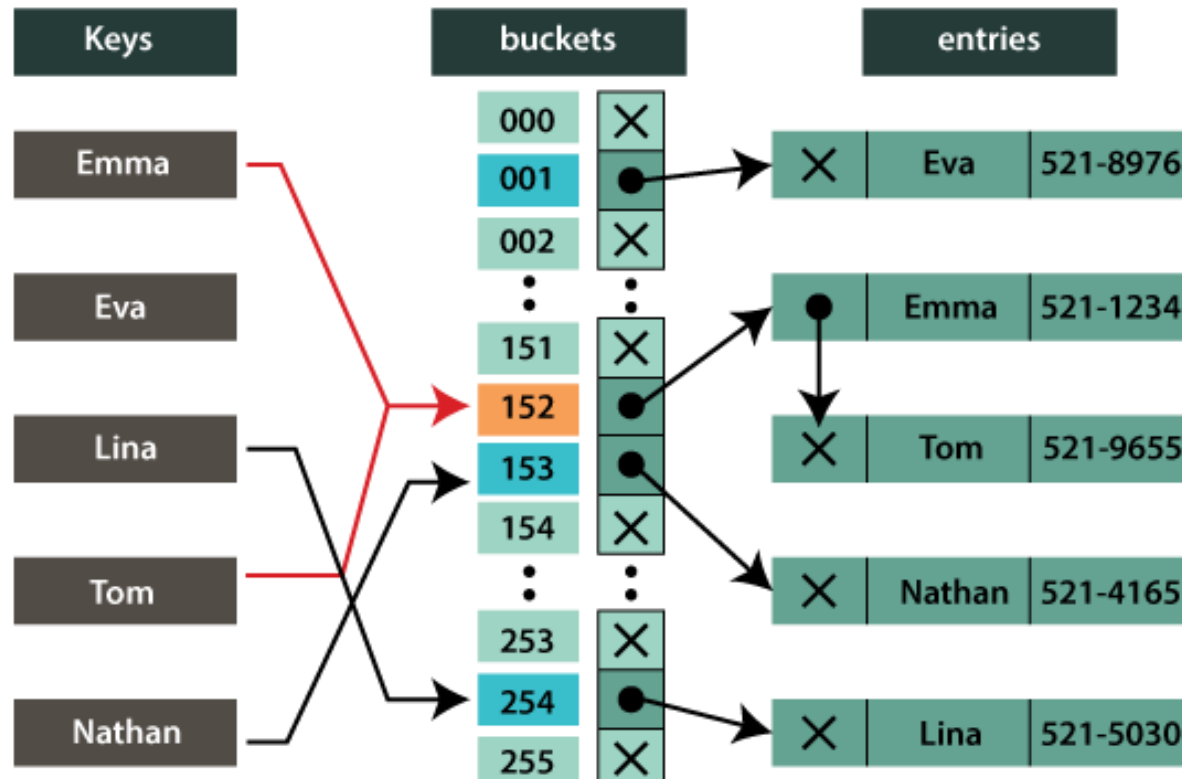 Keys
buckets
entries
Emma
Eva
Lina
Tom
Nathan
000
001
002
151
152
153
154
253
254
255
Eva 521-8976
Emma 521-1234
Tom 521-9655
Nathan 521-4165
Lina 521-5030